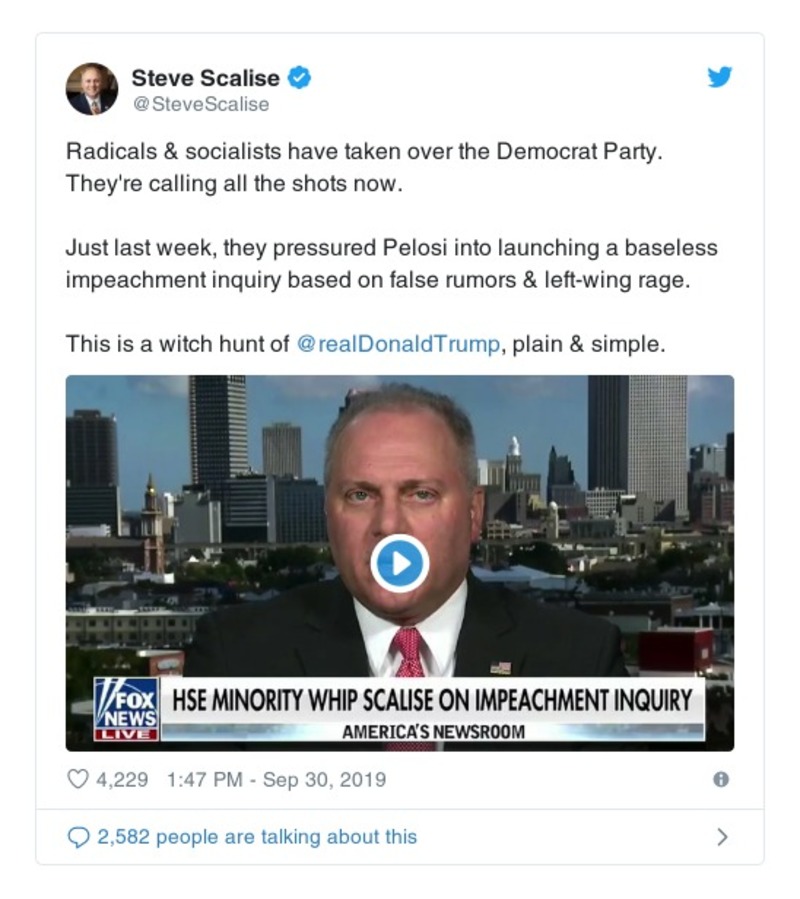 Steve Scalise
@SteveScalise
Radicals & socialists have taken over the Democrat Party.
They're calling all the shots now.
Just last week, they pressured Pelosi into launching a baseless
impeachment inquiry based on false rumors & left-wing rage.
This is a witch hunt of @realDonaldTrump, plain & simple.
FOX
NEWS
LIVE
HSE MINORITY WHIP SCALISE ON IMPEACHMENT INQUIRY
AMERICA'S NEWSROOM
4,229 1:47 PM - Sep 30, 2019
2,582 people are talking about this